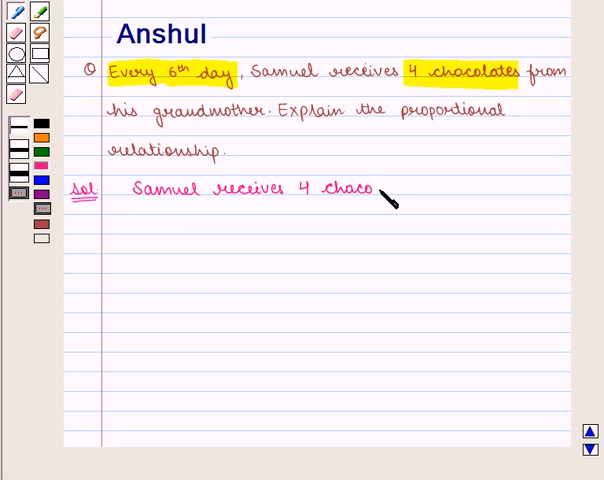 Anshul
Q Every 6th day, Samuel receives 4 chocolates from
his grandmother. Explain the proportional
relationship.
Sol Samuel receives 4 choco